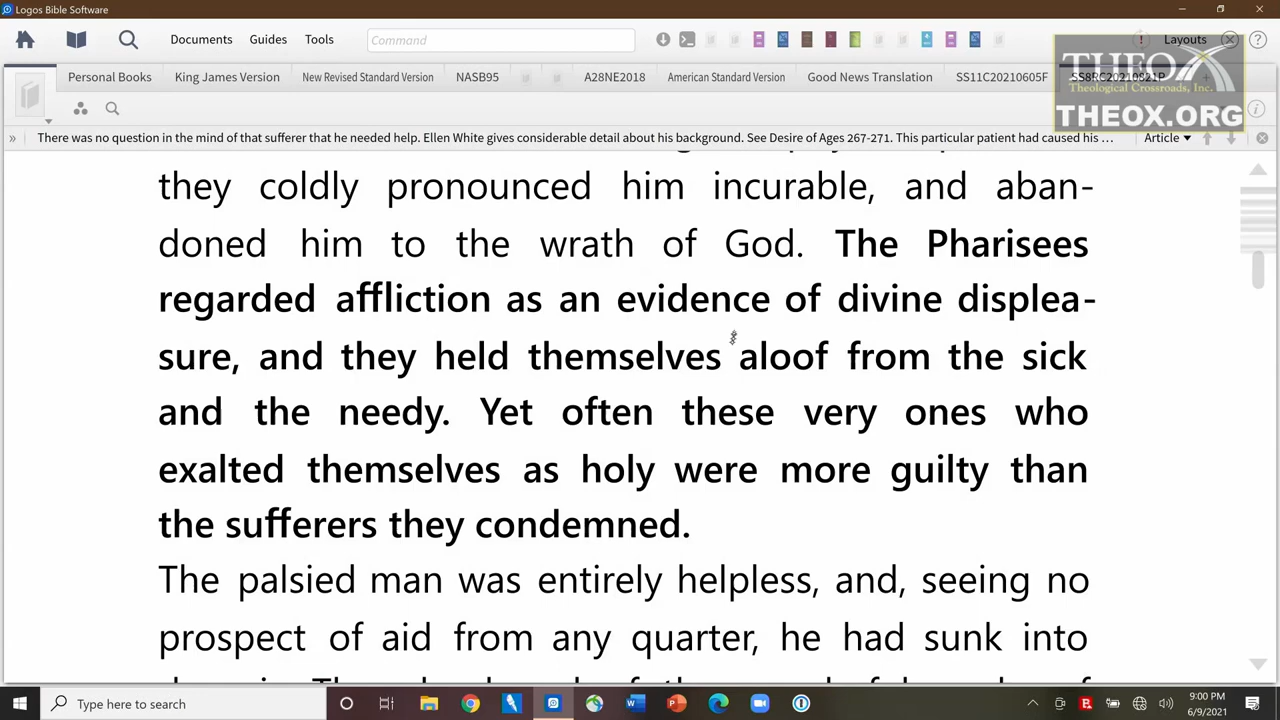 Logos Bible Software
Documents Guides Tools Command Layouts
Personal Books King James Version New Revised Standard Version NASB95 A28NE2018 American Standard Version Good News Translation SS11C20210605F SS8RC20210821P
THEOX
Theological Crossroads, Inc.
THEOX.ORG
» There was no question in the mind of that sufferer that he needed help. Ellen White gives considerable detail about his background. See Desire of Ages 267-271. This particular patient had caused his … Article
they coldly pronounced him incurable, and aban-
doned him to the wrath of God. The Pharisees
regarded affliction as an evidence of divine displea-
sure, and they held themselves aloof from the sick
and the needy. Yet often these very ones who
exalted themselves as holy were more guilty than
the sufferers they condemned.
The palsied man was entirely helpless, and, seeing no
prospect of aid from any quarter, he had sunk into
Type here to search
9:00 PM
6/9/2021